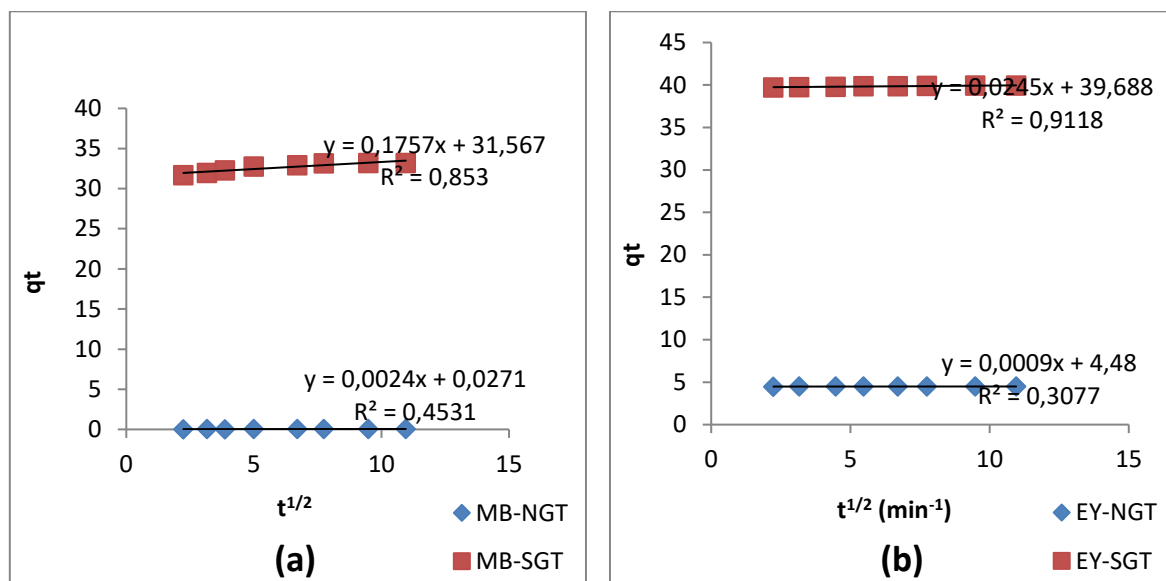 40
35
30
25
20
15
10
5
0
qt
y = 0,1757x + 31,567
R² = 0,853
y = 0,0024x + 0,0271
R² = 0,4531
0 5 10 15
t^1/2
MB-NGT
MB-SGT
(a)
45
40
35
30
25
20
15
10
5
0
qt
y = 0,0245x + 39,688
R² = 0,9118
y = 0,0009x + 4,48
R² = 0,3077
0 5 10 15
t^1/2 (min^-1)
EY-NGT
EY-SGT
(b)